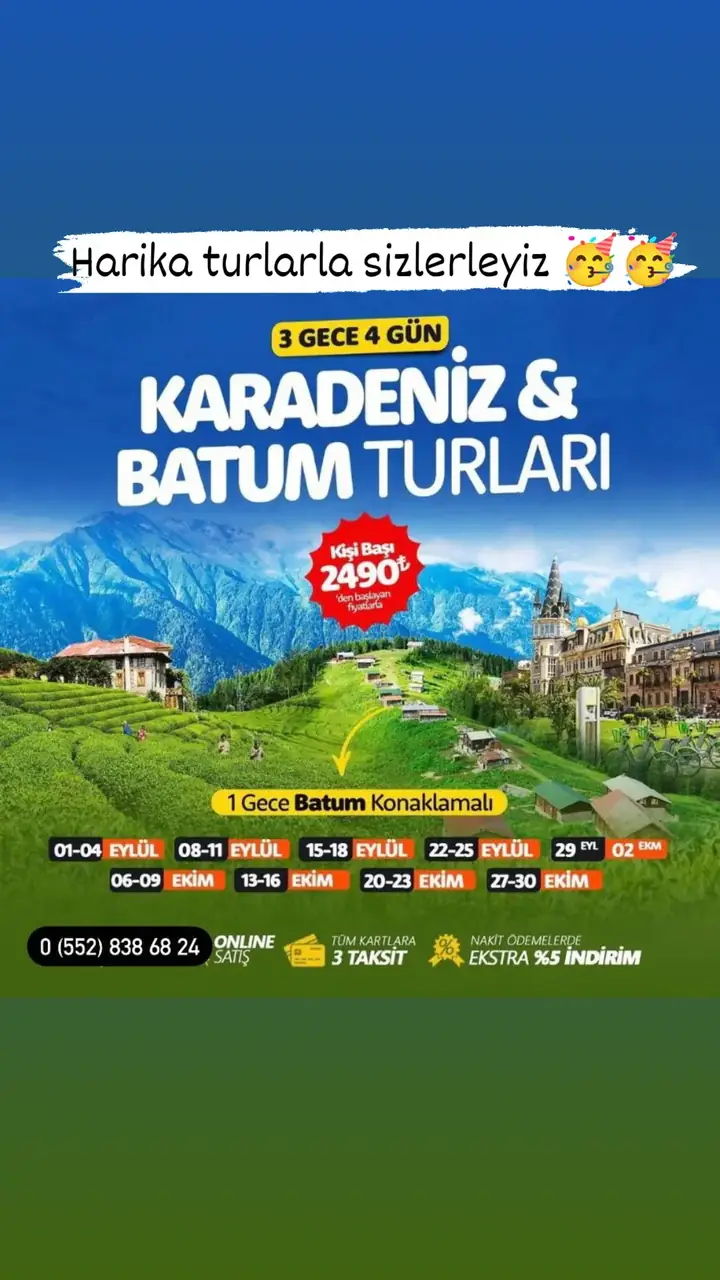 Harika turlarla sizlerleyiz 🥳🥳
3 GECE 4 GÜN
KARADENİZ &
BATUM TURLARI
Kişi Başı
2490₺
'den başlayan
fiyatlarla
1 Gece Batum Konaklamalı
01-04 EYLÜL 08-11 EYLÜL 15-18 EYLÜL 22-25 EYLÜL 29 EYL 02 EKM
06-09 EKİM 13-16 EKİM 20-23 EKİM 27-30 EKİM
0 (552) 838 68 24
ONLINE
SATIŞ
TÜM KARTLARA
3 TAKSİT
NAKİT ÖDEMELERDE
EKSTRA %5 İNDİRİM